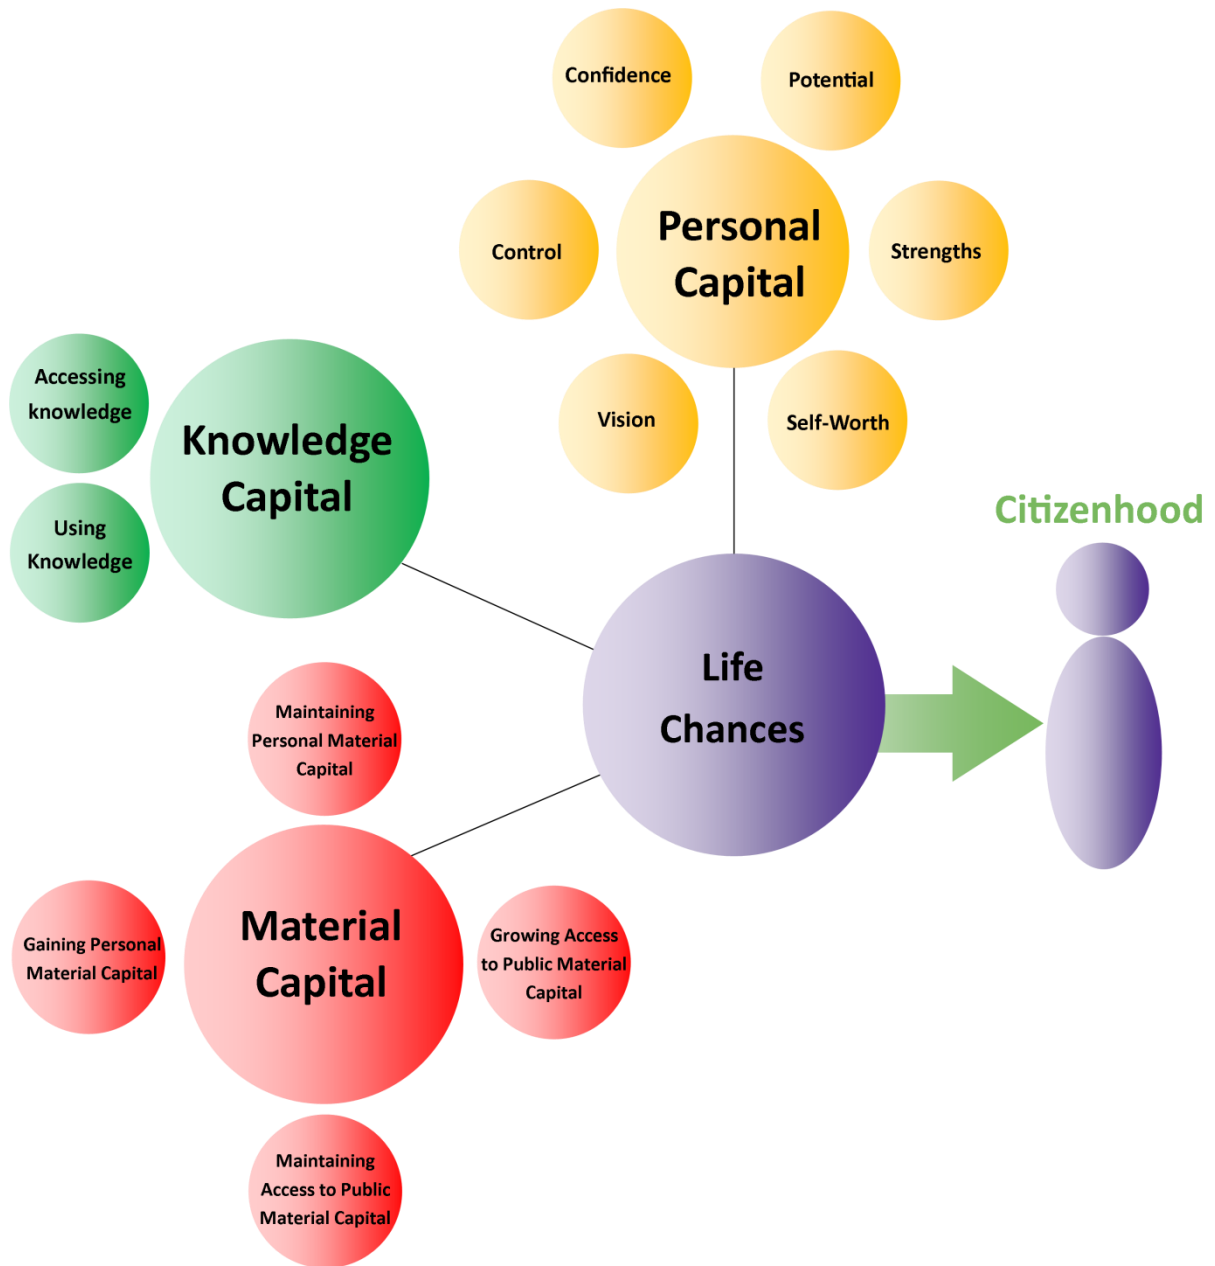 Confidence
Potential
Personal
Capital
Control
Strengths
Vision
Self-Worth
Accessing
knowledge
Using
Knowledge
Knowledge
Capital
Citizenhood
Life
Chances
Maintaining
Personal Material
Capital
Gaining Personal
Material Capital
Material
Capital
Growing Access
to Public Material
Capital
Maintaining
Access to Public
Material Capital